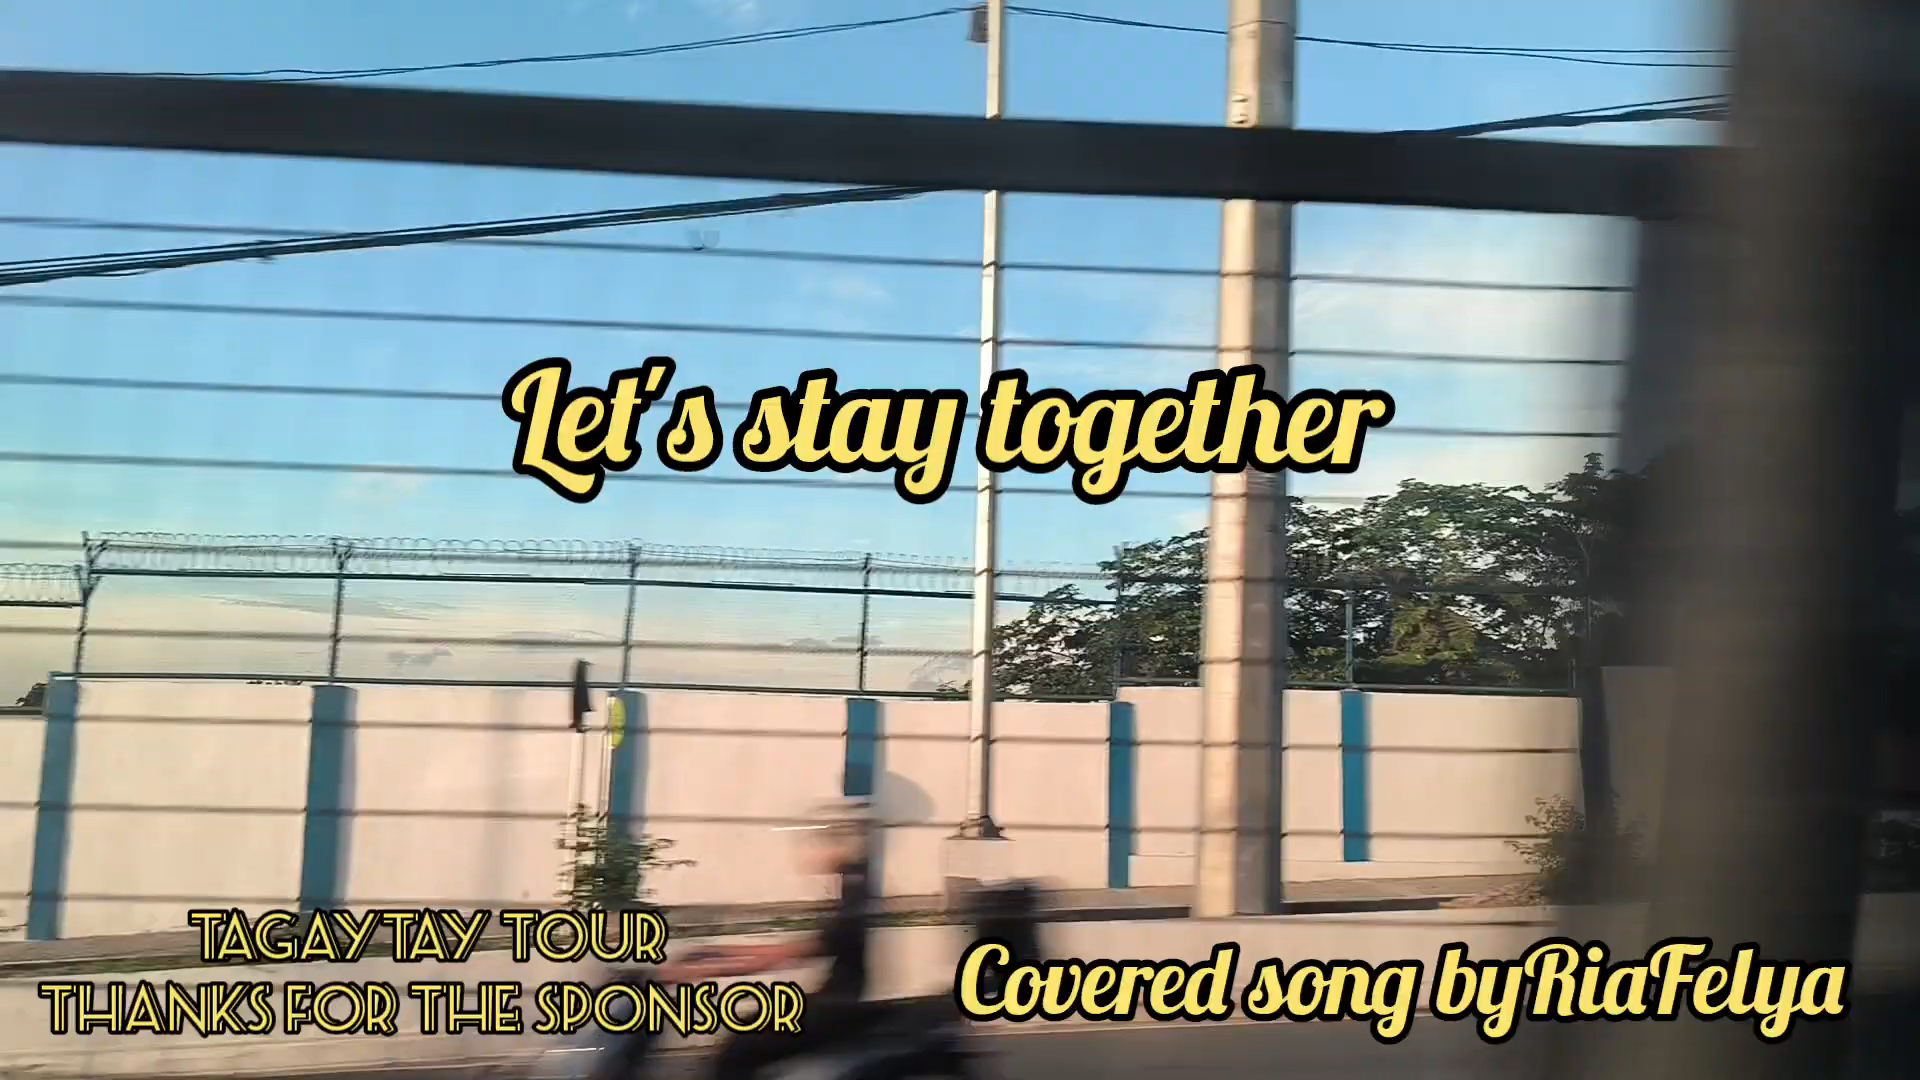 Let's stay together
TAGAYTAY TOUR
THANKS FOR THE SPONSOR
Covered song byRiaFelya